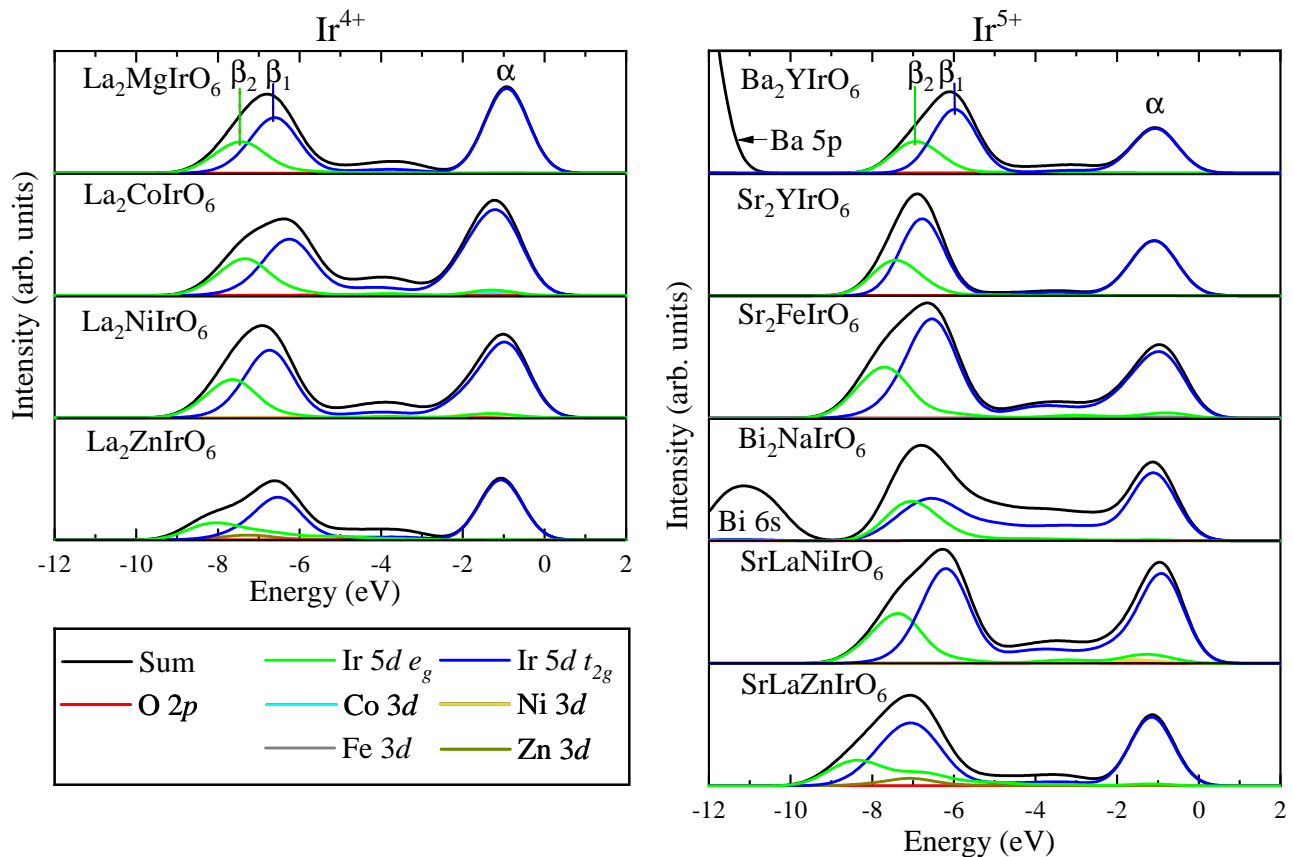 Ir⁴⁺
La₂MgIrO₆
β₂ β₁
α
La₂CoIrO₆
La₂NiIrO₆
La₂ZnIrO₆
Intensity (arb. units)
-12 -10 -8 -6 -4 -2 0 2
Energy (eV)
Sum
Ir 5d e_g
Ir 5d t₂g
O 2p
Co 3d
Ni 3d
Fe 3d
Zn 3d
Ir⁵⁺
Ba₂YIrO₆
β₂ β₁
α
Ba 5p
Sr₂YIrO₆
Sr₂FeIrO₆
Bi₂NaIrO₆
Bi 6s
SrLaNiIrO₆
SrLaZnIrO₆
Intensity (arb. units)
-12 -10 -8 -6 -4 -2 0 2
Energy (eV)